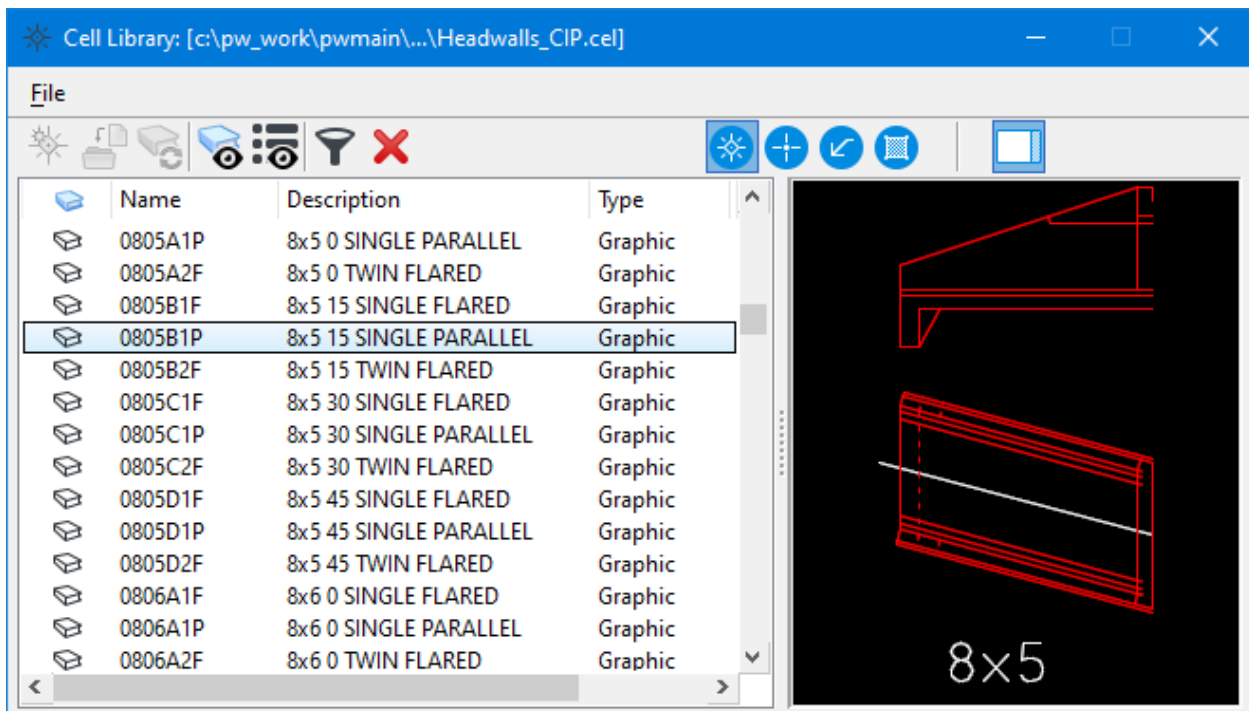 Cell Library: [c:\pw_work\pwmain\...\Headwalls_CIP.cel]
File
Name Description Type
0805A1P 8x5 0 SINGLE PARALLEL Graphic
0805A2F 8x5 0 TWIN FLARED Graphic
0805B1F 8x5 15 SINGLE FLARED Graphic
0805B1P 8x5 15 SINGLE PARALLEL Graphic
0805B2F 8x5 15 TWIN FLARED Graphic
0805C1F 8x5 30 SINGLE FLARED Graphic
0805C1P 8x5 30 SINGLE PARALLEL Graphic
0805C2F 8x5 30 TWIN FLARED Graphic
0805D1F 8x5 45 SINGLE FLARED Graphic
0805D1P 8x5 45 SINGLE PARALLEL Graphic
0805D2F 8x5 45 TWIN FLARED Graphic
0806A1F 8x6 0 SINGLE FLARED Graphic
0806A1P 8x6 0 SINGLE PARALLEL Graphic
0806A2F 8x6 0 TWIN FLARED Graphic
8x5